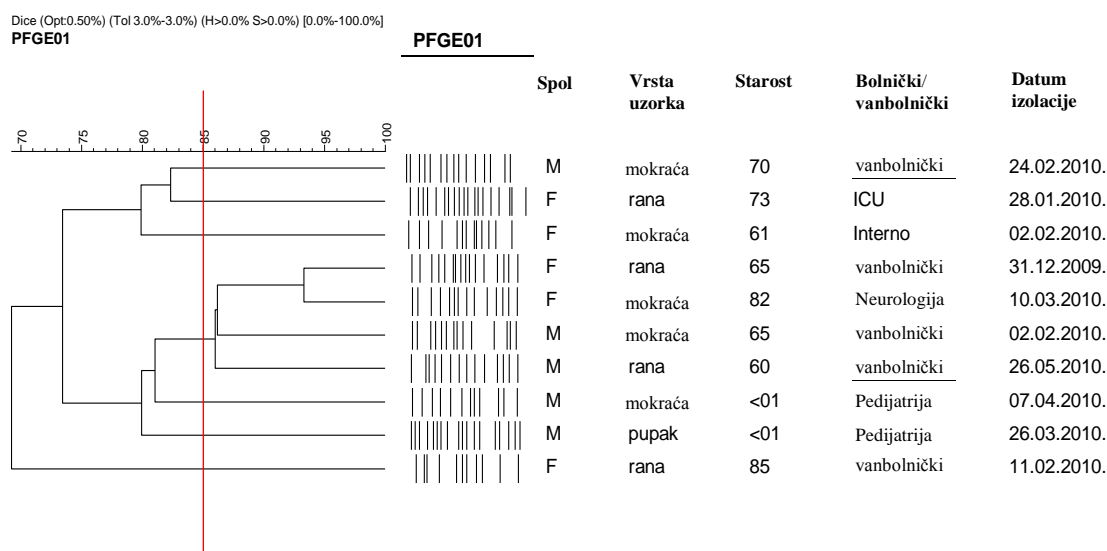 Dice (Opt:0.50%) (Tol 3.0%-3.0%) (H>0.0% S>0.0%) [0.0%-100.0%]
PFGE01
PFGE01
Spol Vrsta uzorka Starost Bolnički/ vanbolnički Datum izolacije
70 75 80 85 90 95 100
M mokraća 70 vanbolnički 24.02.2010.
F rana 73 ICU 28.01.2010.
F mokraća 61 Interno 02.02.2010.
F rana 65 vanbolnički 31.12.2009.
F mokraća 82 Neurologija 10.03.2010.
M mokraća 65 vanbolnički 02.02.2010.
M rana 60 vanbolnički 26.05.2010.
M mokraća <01 Pedijatrija 07.04.2010.
M pupak <01 Pedijatrija 26.03.2010.
F rana 85 vanbolnički 11.02.2010.